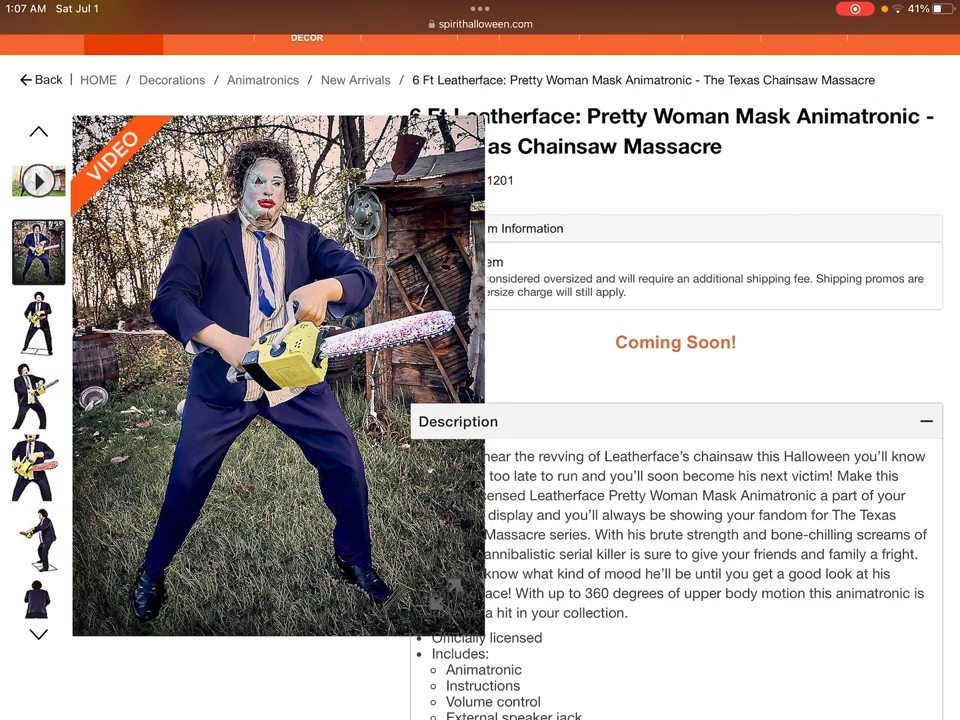 1:07 AM Sat Jul 1
41%
spirithalloween.com
DECOR
Back | HOME / Decorations / Animatronics / New Arrivals / 6 Ft Leatherface: Pretty Woman Mask Animatronic - The Texas Chainsaw Massacre
VIDEO
6 Ft Leatherface: Pretty Woman Mask Animatronic -
as Chainsaw Massacre
1201
m Information
em
considered oversized and will require an additional shipping fee. Shipping promos are
ersize charge will still apply.
Coming Soon!
Description
hear the revving of Leatherface's chainsaw this Halloween you'll know
too late to run and you'll soon become his next victim! Make this
censed Leatherface Pretty Woman Mask Animatronic a part of your
display and you'll always be showing your fandom for The Texas
Massacre series. With his brute strength and bone-chilling screams of
cannibalistic serial killer is sure to give your friends and family a fright.
know what kind of mood he'll be until you get a good look at his
ace! With up to 360 degrees of upper body motion this animatronic is
a hit in your collection.
Officially licensed
Includes:
Animatronic
Instructions
Volume control
External speaker jack